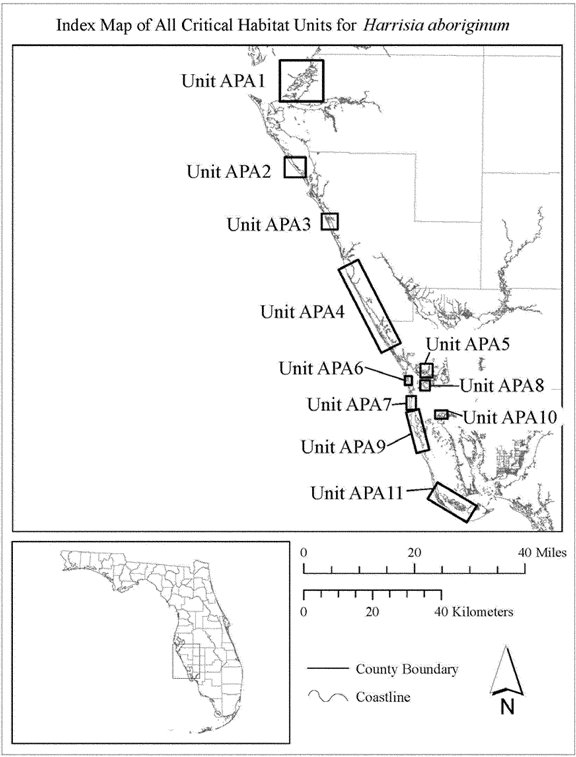 Index Map of All Critical Habitat Units for Harrisia aboriginum
Unit APA1
Unit APA2
Unit APA3
Unit APA4
Unit APA5
Unit APA6
Unit APA8
Unit APA7
Unit APA10
Unit APA9
Unit APA11
0 20 40 Miles
0 20 40 Kilometers
County Boundary
Coastline
N